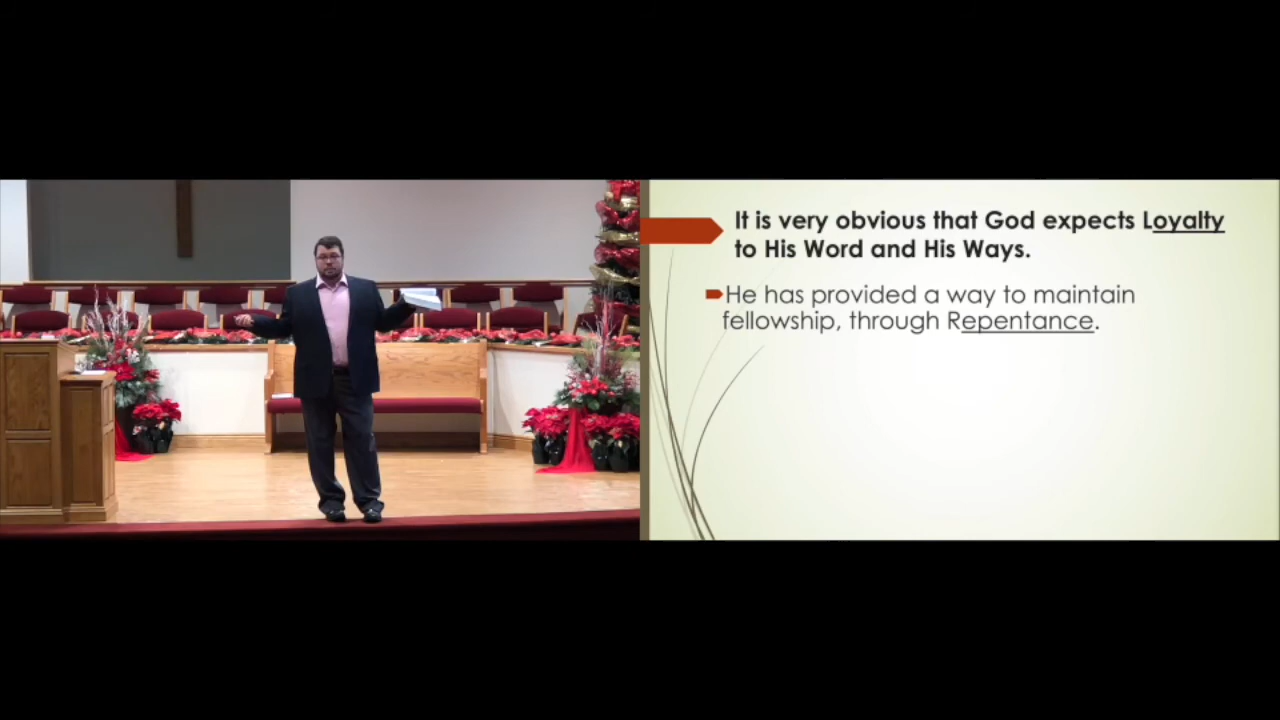 It is very obvious that God expects Loyalty
to His Word and His Ways.
He has provided a way to maintain
fellowship, through Repentance.